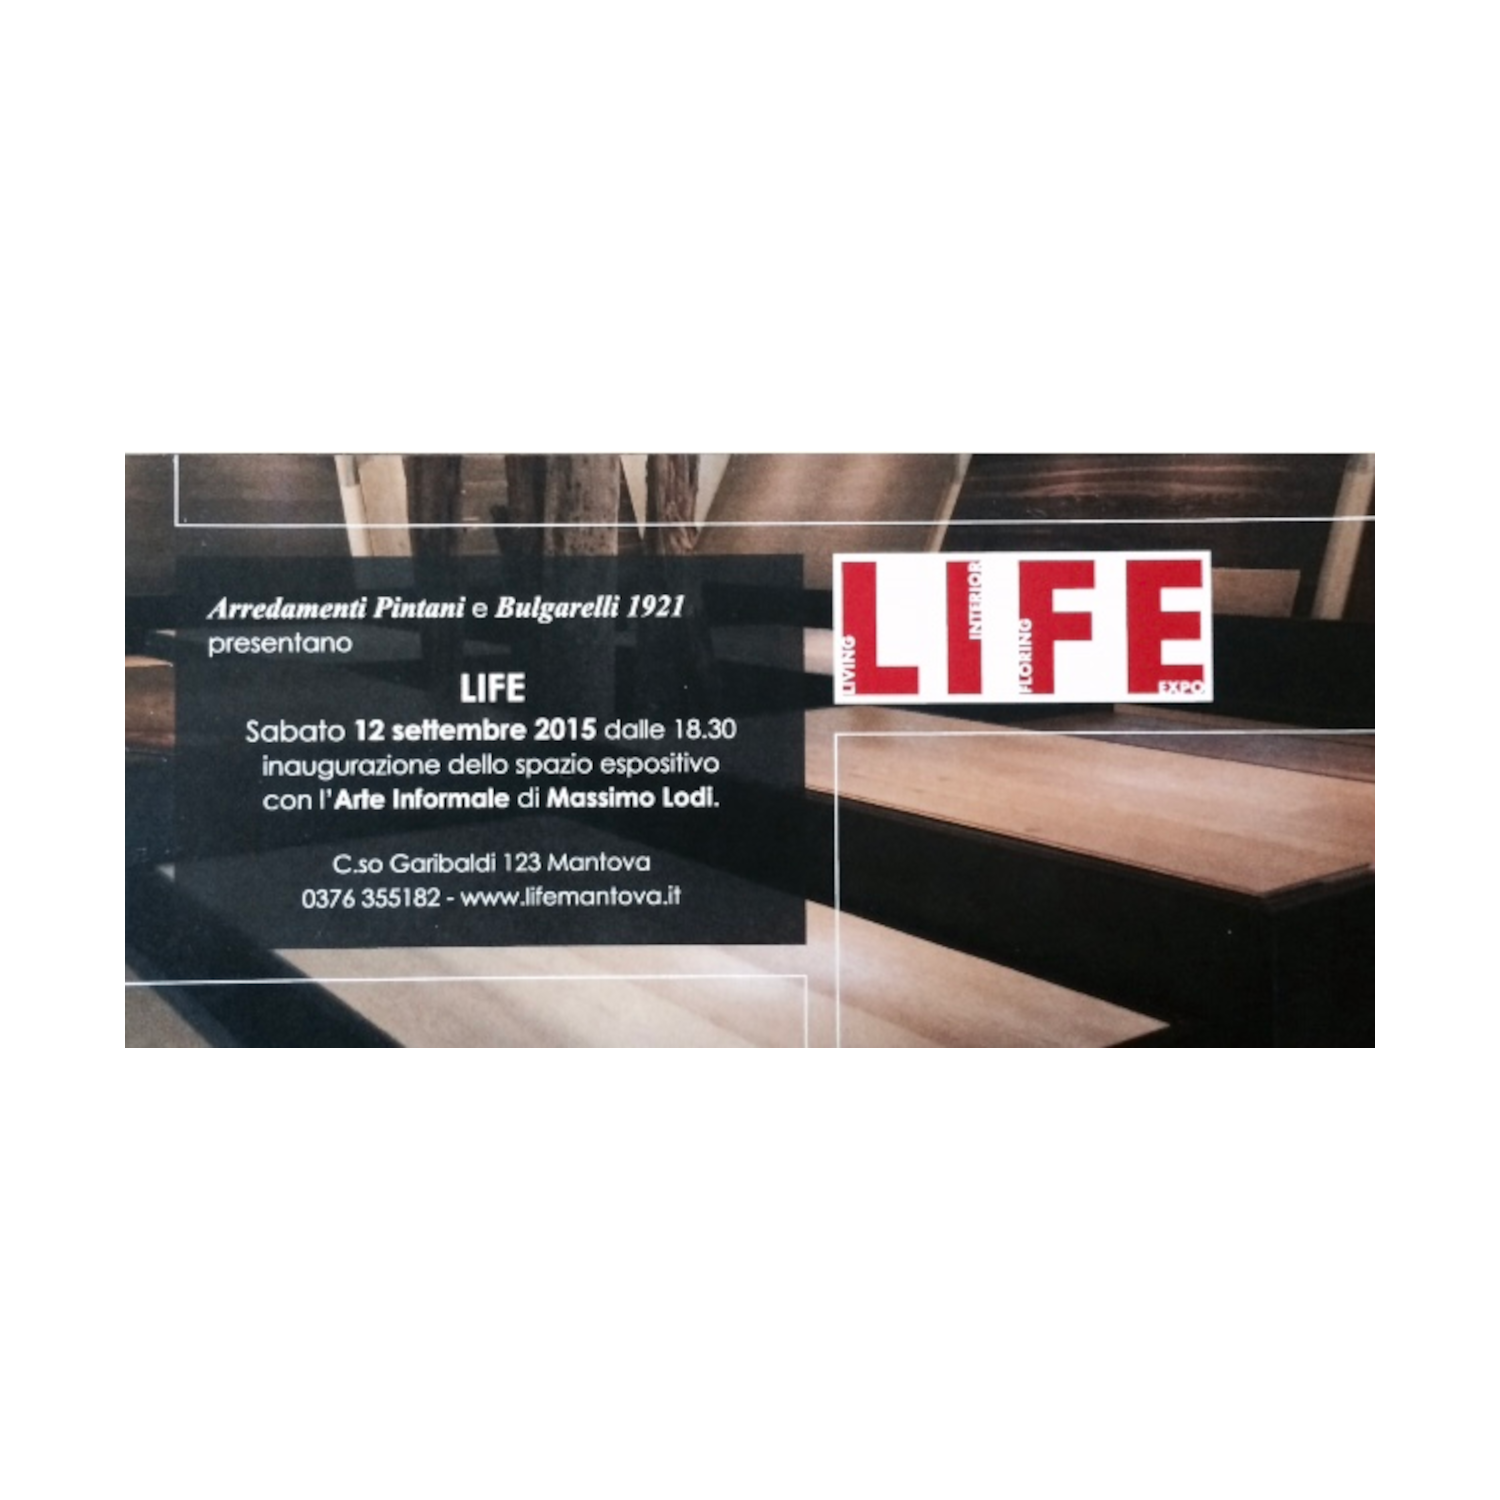 Arredamenti Pintani e Bulgarelli 1921
presentano
LIFE
Sabato 12 settembre 2015 dalle 18.30
inaugurazione dello spazio espositivo
con l'Arte Informale di Massimo Lodi.
C.so Garibaldi 123 Mantova
0376 355182 - www.lifemantova.it
LIFE
LIVING
INTERIOR
FLORING
EXPO